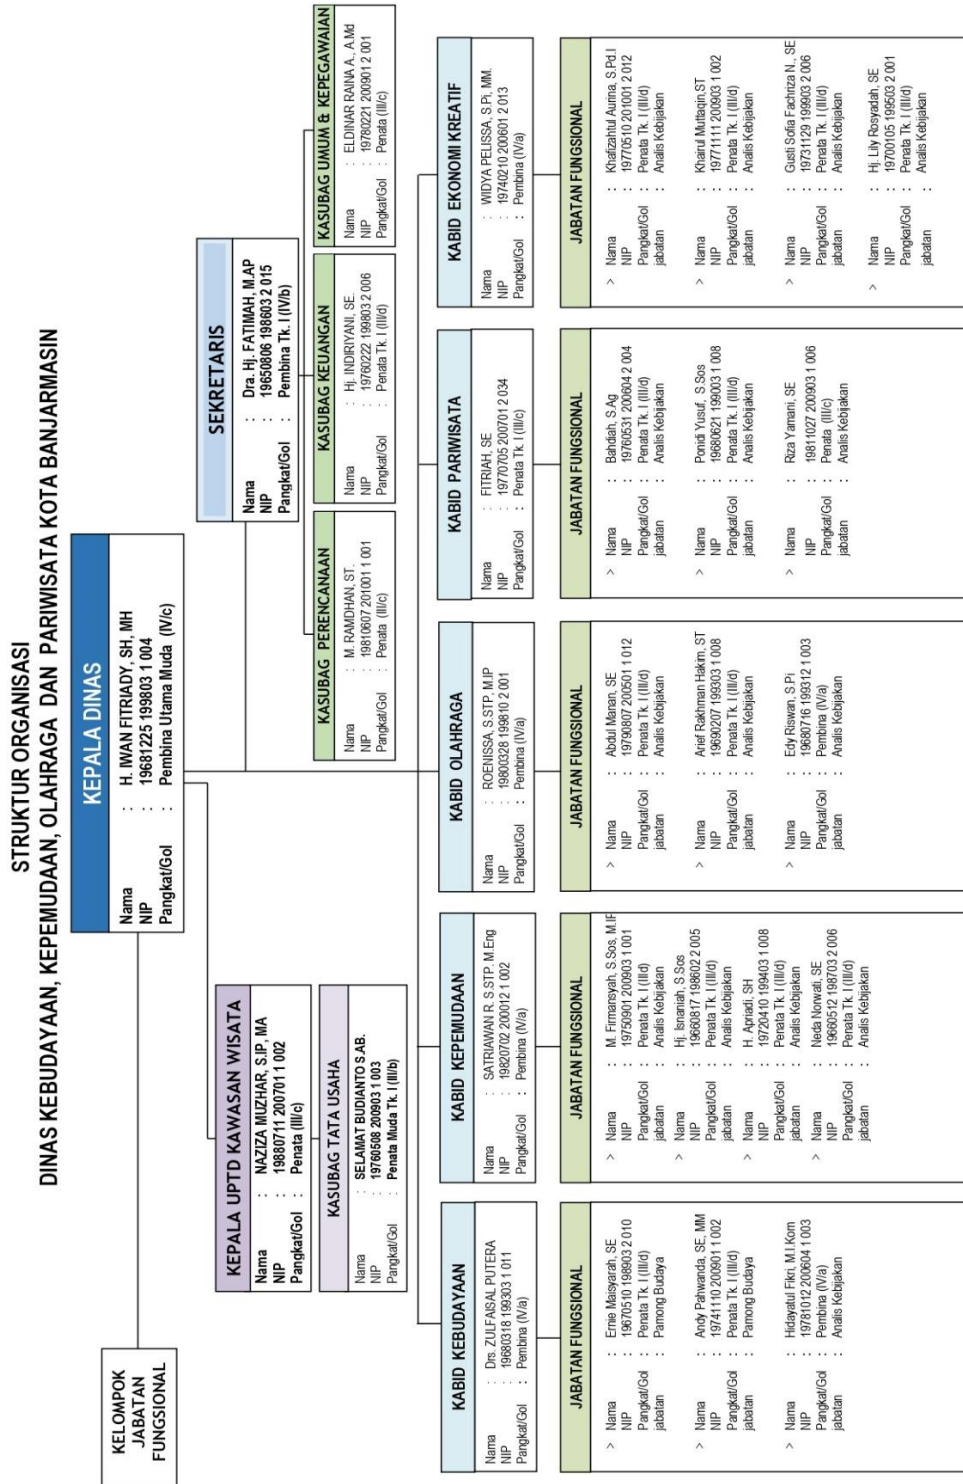 STRUKTUR ORGANISASI
DINAS KEBUDAYAAN, KEPEMUDAAN, OLAHRAGA DAN PARIWISATA KOTA BANJARMASIN
KELOMPOK
JABATAN
FUNGSIONAL
KEPALA DINAS
Nama : H. IWAN FITRIADY, SH, MH
NIP : 19681225 199803 1 004
Pangkat/Gol : Pembina Utama Muda (IV/c)
KEPALA UPTD KAWASAN WISATA
Nama : NAZIZA MUZHAR, S.IP, MA
NIP : 19880711 200701 1 002
Pangkat/Gol : Penata (III/c)
KASUBAG TATA USAHA
Nama : SELAMAT BUDIANTO S.AB.
NIP : 19760508 200903 1 003
Pangkat/Gol : Penata Muda Tk. I (III/b)
SEKRETARIS
Nama : Dra. Hj. FATIMAH, M.AP
NIP : 19650806 198603 2 015
Pangkat/Gol : Pembina Tk. I (IV/b)
KASUBAG PERENCANAAN
Nama : M. RAMDHAN, ST.
NIP : 19810607 201001 1 001
Pangkat/Gol : Penata (III/c)
KASUBAG KEUANGAN
Nama : Hj. INDIRIYANI, SE.
NIP : 19760222 199803 2 006
Pangkat/Gol : Penata Tk. I (III/d)
KASUBAG UMUM & KEPEGAWAIAN
Nama : ELDINAR RAINA A., A.Md
NIP : 19780221 200901 2 001
Pangkat/Gol : Penata (III/c)
KABID KEBUDAYAAN
Nama : Drs. ZULFAISAL PUTERA
NIP : 19680318 199303 1 011
Pangkat/Gol : Pembina (IV/a)
JABATAN FUNGSIONAL
> Nama : Ernie Maisyarah, SE
NIP : 19670510 198903 2 010
Pangkat/Gol : Penata Tk. I (III/d)
jabatan : Pamong Budaya
> Nama : Andy Pahwanda, SE, MM
NIP : 19741110 200901 1 002
Pangkat/Gol : Penata Tk. I (III/d)
jabatan : Pamong Budaya
> Nama : Hidayatul Fikri, M.I.Kom
NIP : 19781012 200604 1 003
Pangkat/Gol : Pembina (IV/a)
jabatan : Analis Kebijakan
KABID KEPEMUDAAN
Nama : SATRIAWAN R. S.STP. M.Eng
NIP : 19820702 200012 1 002
Pangkat/Gol : Pembina (IV/a)
JABATAN FUNGSIONAL
> Nama : M. Firmansyah, S.Sos, M.IP
NIP : 19750901 200903 1 001
Pangkat/Gol : Penata Tk. I (III/d)
jabatan : Analis Kebijakan
> Nama : Hj. Isnaniah, S.Sos
NIP : 19660817 198602 2 005
Pangkat/Gol : Penata Tk. I (III/d)
jabatan : Analis Kebijakan
> Nama : H. Apriadi, SH
NIP : 19720410 199403 1 008
Pangkat/Gol : Penata Tk. I (III/d)
jabatan : Analis Kebijakan
> Nama : Neda Norwati, SE
NIP : 19660512 198703 2 006
Pangkat/Gol : Penata Tk. I (III/d)
jabatan : Analis Kebijakan
KABID OLAHRAGA
Nama : ROENISSA, S.STP, M.IP
NIP : 19800328 199810 2 001
Pangkat/Gol : Pembina (IV/a)
JABATAN FUNGSIONAL
> Nama : Abdul Manan, SE
NIP : 19790807 200501 1 012
Pangkat/Gol : Penata Tk. I (III/d)
jabatan : Analis Kebijakan
> Nama : Arief Rakhman Hakim, ST
NIP : 19690207 199303 1 008
Pangkat/Gol : Penata Tk. I (III/d)
jabatan : Analis Kebijakan
> Nama : Edy Riswan, S.Pi
NIP : 19680716 199312 1 003
Pangkat/Gol : Pembina (IV/a)
jabatan : Analis Kebijakan
KABID PARIWISATA
Nama : FITRIAH, SE
NIP : 19770705 200701 2 034
Pangkat/Gol : Penata Tk. I (III/c)
JABATAN FUNGSIONAL
> Nama : Bahdiah, S.Ag
NIP : 19760531 200604 2 004
Pangkat/Gol : Penata Tk. I (III/d)
jabatan : Analis Kebijakan
> Nama : Ponidi Yusuf, S.Sos
NIP : 19680621 199003 1 008
Pangkat/Gol : Penata Tk. I (III/d)
jabatan : Analis Kebijakan
> Nama : Riza Yamani, SE
NIP : 19811027 200903 1 006
Pangkat/Gol : Penata (III/c)
jabatan : Analis Kebijakan
KABID EKONOMI KREATIF
Nama : WIDYA PELISSA, S.Pi, MM.
NIP : 19740210 200601 2 013
Pangkat/Gol : Pembina (IV/a)
JABATAN FUNGSIONAL
> Nama : Khafizahtul Aurina, S.Pd.I
NIP : 19770510 201001 2 012
Pangkat/Gol : Penata Tk. I (III/d)
jabatan : Analis Kebijakan
> Nama : Khairul Muttaqin,ST
NIP : 19771111 200903 1 002
Pangkat/Gol : Penata Tk. I (III/d)
jabatan : Analis Kebijakan
> Nama : Gusti Sofia Fachriza N., SE
NIP : 19731129 199903 2 006
Pangkat/Gol : Penata Tk. I (III/d)
jabatan : Analis Kebijakan
> Nama : Hj. Lily Rosyadah, SE
NIP : 19700105 199503 2 001
Pangkat/Gol : Penata Tk. I (III/d)
jabatan : Analis Kebijakan